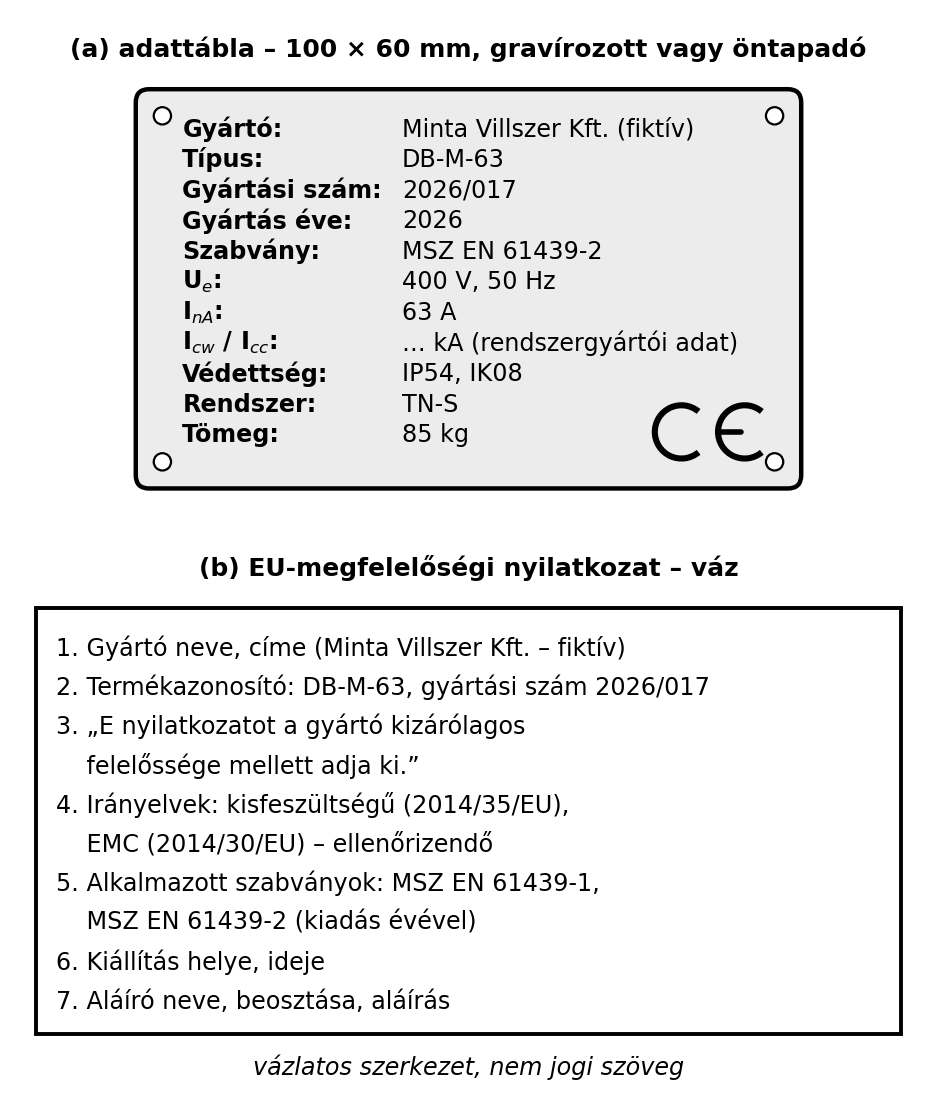 (a) adattábla – 100 × 60 mm, gravírozott vagy öntapadó
Gyártó: Minta Villszer Kft. (fiktív)
Típus: DB-M-63
Gyártási szám: 2026/017
Gyártás éve: 2026
Szabvány: MSZ EN 61439-2
Ue: 400 V, 50 Hz
InA: 63 A
Icw / Icc: ... kA (rendszergyártói adat)
Védettség: IP54, IK08
Rendszer: TN-S
Tömeg: 85 kg
CE
(b) EU-megfelelőségi nyilatkozat – váz
1. Gyártó neve, címe (Minta Villszer Kft. – fiktív)
2. Termékazonosító: DB-M-63, gyártási szám 2026/017
3. „E nyilatkozatot a gyártó kizárólagos
felelőssége mellett adja ki.”
4. Irányelvek: kisfeszültségű (2014/35/EU),
EMC (2014/30/EU) – ellenőrizendő
5. Alkalmazott szabványok: MSZ EN 61439-1,
MSZ EN 61439-2 (kiadás évével)
6. Kiállítás helye, ideje
7. Aláíró neve, beosztása, aláírás
vázlatos szerkezet, nem jogi szöveg